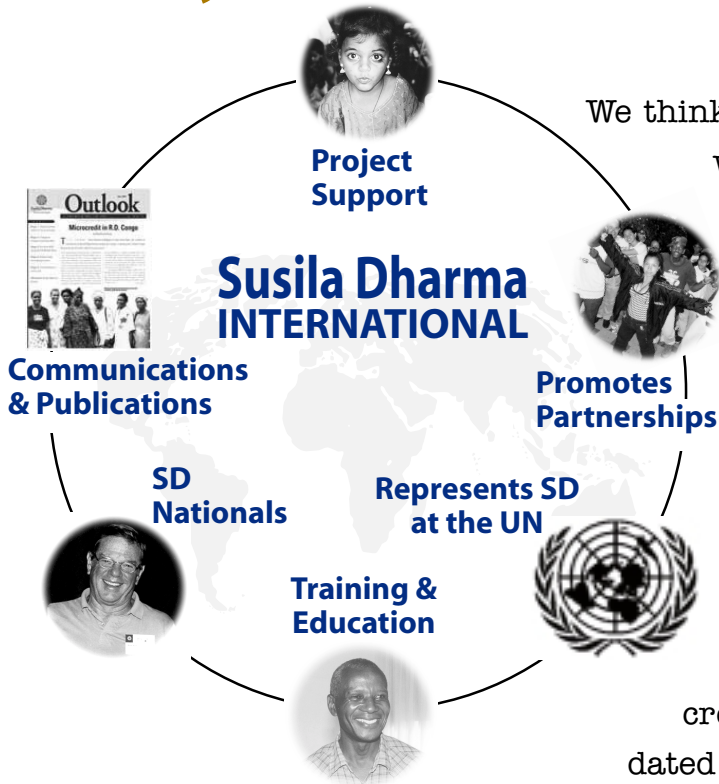 Project
Support
We think
Outlook
Microcredit in R.D. Congo
Susila Dharma
INTERNATIONAL
Communications
& Publications
Promotes
Partnerships
SD
Nationals
Represents SD
at the UN
Training &
Education
cre
dated